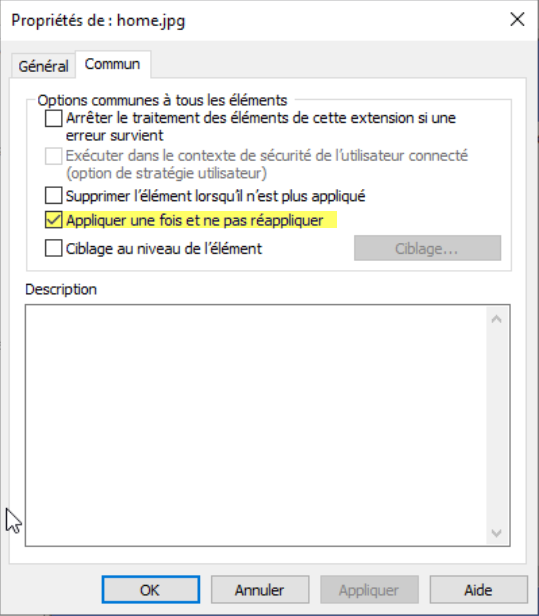 Propriétés de : home.jpg
Général
Commun
Options communes à tous les éléments
Arrêter le traitement des éléments de cette extension si une
erreur survient
Exécuter dans le contexte de sécurité de l'utilisateur connecté
(option de stratégie utilisateur)
Supprimer l'élément lorsqu'il n'est plus appliqué
Appliquer une fois et ne pas réappliquer
Ciblage au niveau de l'élément
Ciblage...
Description
OK
Annuler
Appliquer
Aide